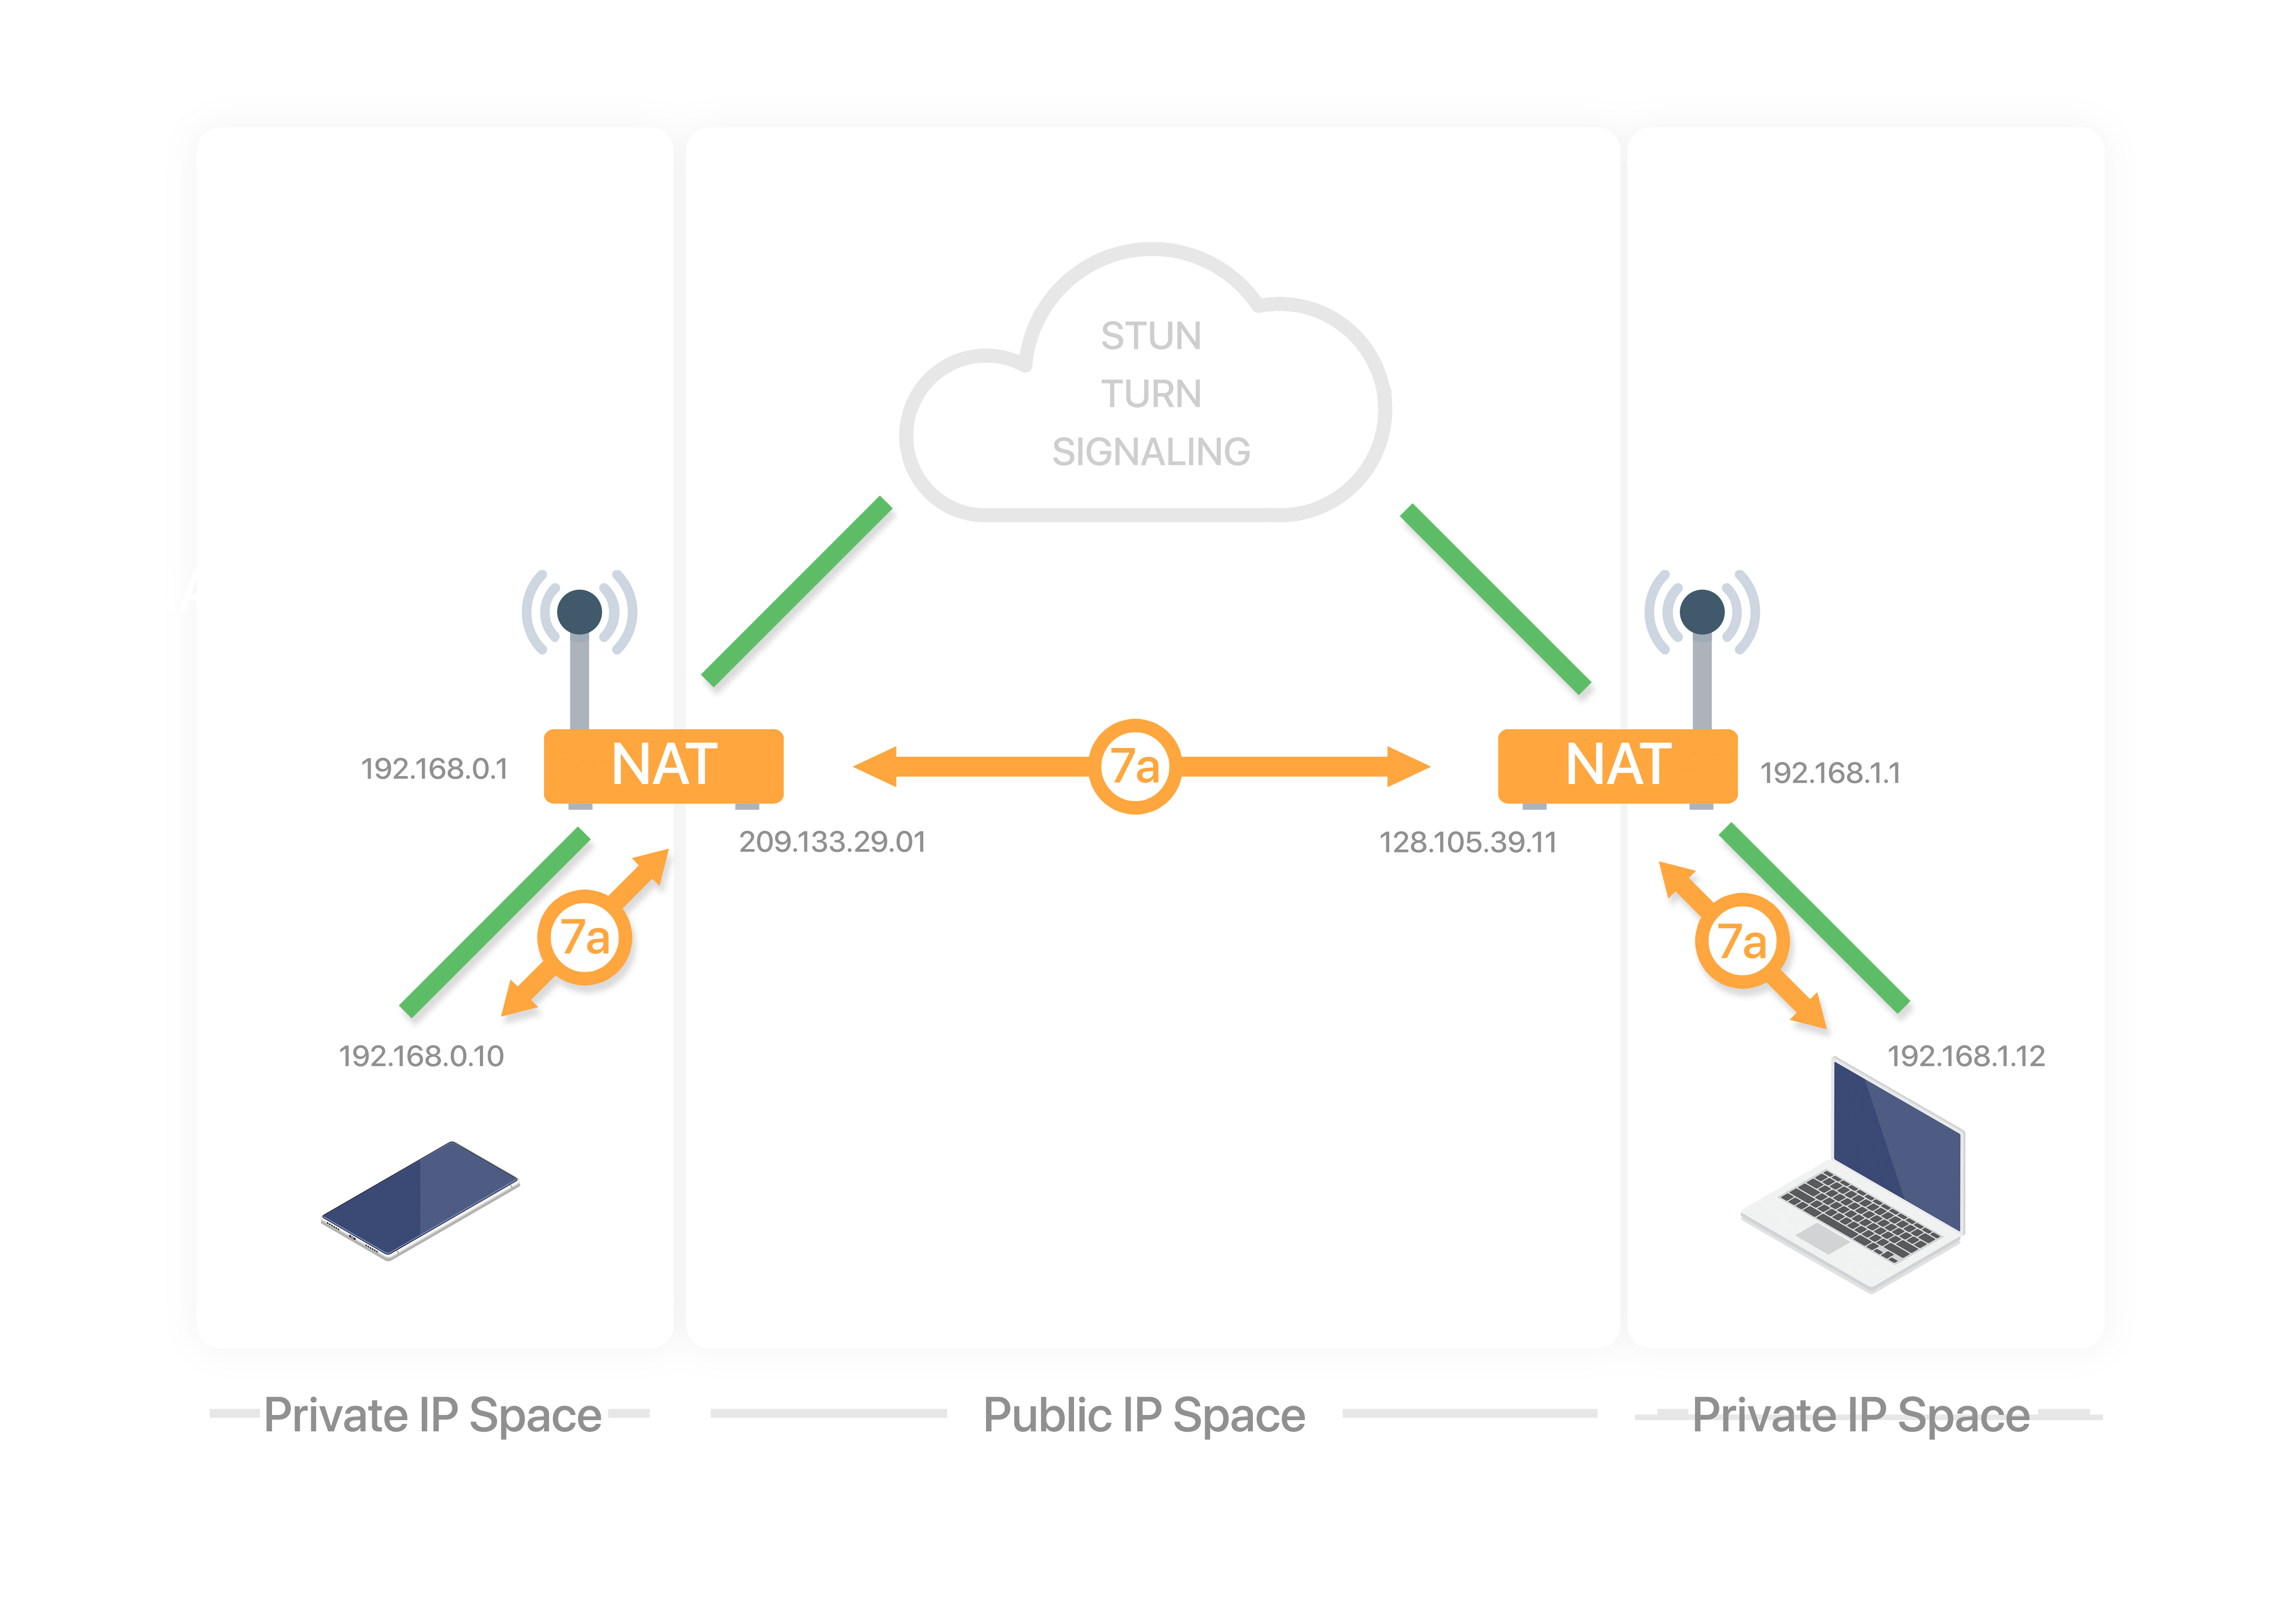 STUN
TURN
SIGNALING
NAT
NAT
192.168.0.1
7a
192.168.1.1
209.133.29.01
128.105.39.11
7a
7a
192.168.0.10
192.168.1.12
Private IP Space
Public IP Space
Private IP Space